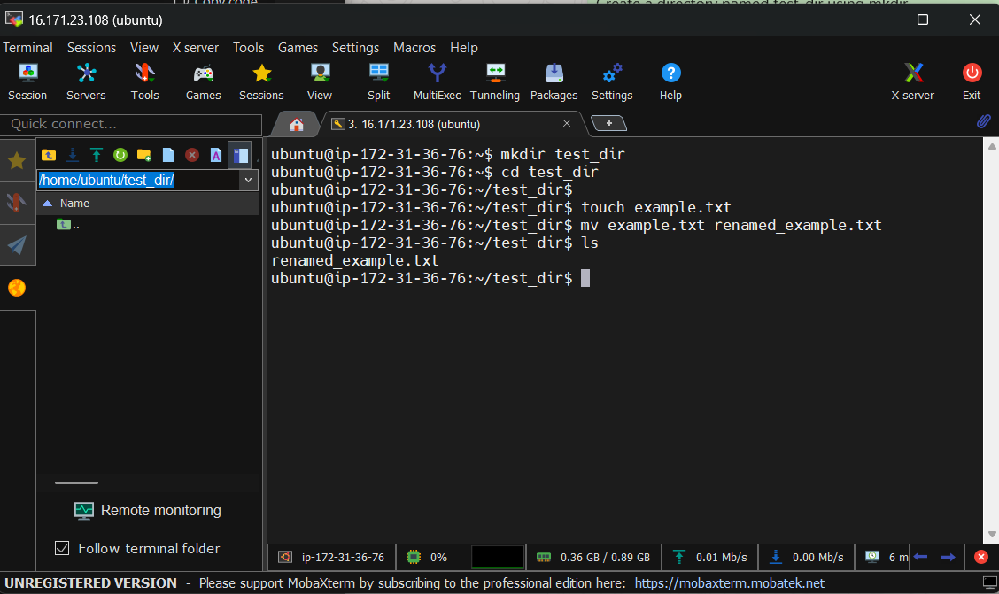 Create a directory named test_dir using mkdir
16.171.23.108 (ubuntu)
Terminal Sessions View X server Tools Games Settings Macros Help
Session Servers Tools Games Sessions View Split MultiExec Tunneling Packages Settings Help X server Exit
Quick connect...
3. 16.171.23.108 (ubuntu)
/home/ubuntu/test_dir/
Name
..
ubuntu@ip-172-31-36-76:~$ mkdir test_dir
ubuntu@ip-172-31-36-76:~$ cd test_dir
ubuntu@ip-172-31-36-76:~/test_dir$
ubuntu@ip-172-31-36-76:~/test_dir$ touch example.txt
ubuntu@ip-172-31-36-76:~/test_dir$ mv example.txt renamed_example.txt
ubuntu@ip-172-31-36-76:~/test_dir$ ls
renamed_example.txt
ubuntu@ip-172-31-36-76:~/test_dir$
Remote monitoring
Follow terminal folder
ip-172-31-36-76 0% 0.36 GB / 0.89 GB 0.01 Mb/s 0.00 Mb/s 6 m
UNREGISTERED VERSION - Please support MobaXterm by subscribing to the professional edition here: https://mobaxterm.mobatek.net